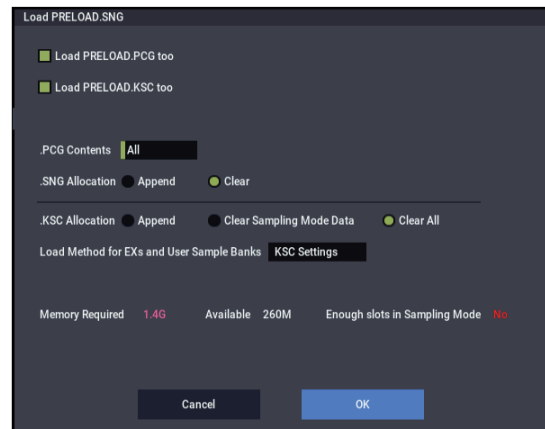 Load PRELOAD.SNG
Load PRELOAD.PCG too
Load PRELOAD.KSC too
.PCG Contents All
.SNG Allocation Append Clear
.KSC Allocation Append Clear Sampling Mode Data Clear All
Load Method for EXs and User Sample Banks KSC Settings
Memory Required 1.4G Available 260M Enough slots in Sampling Mode No
Cancel OK